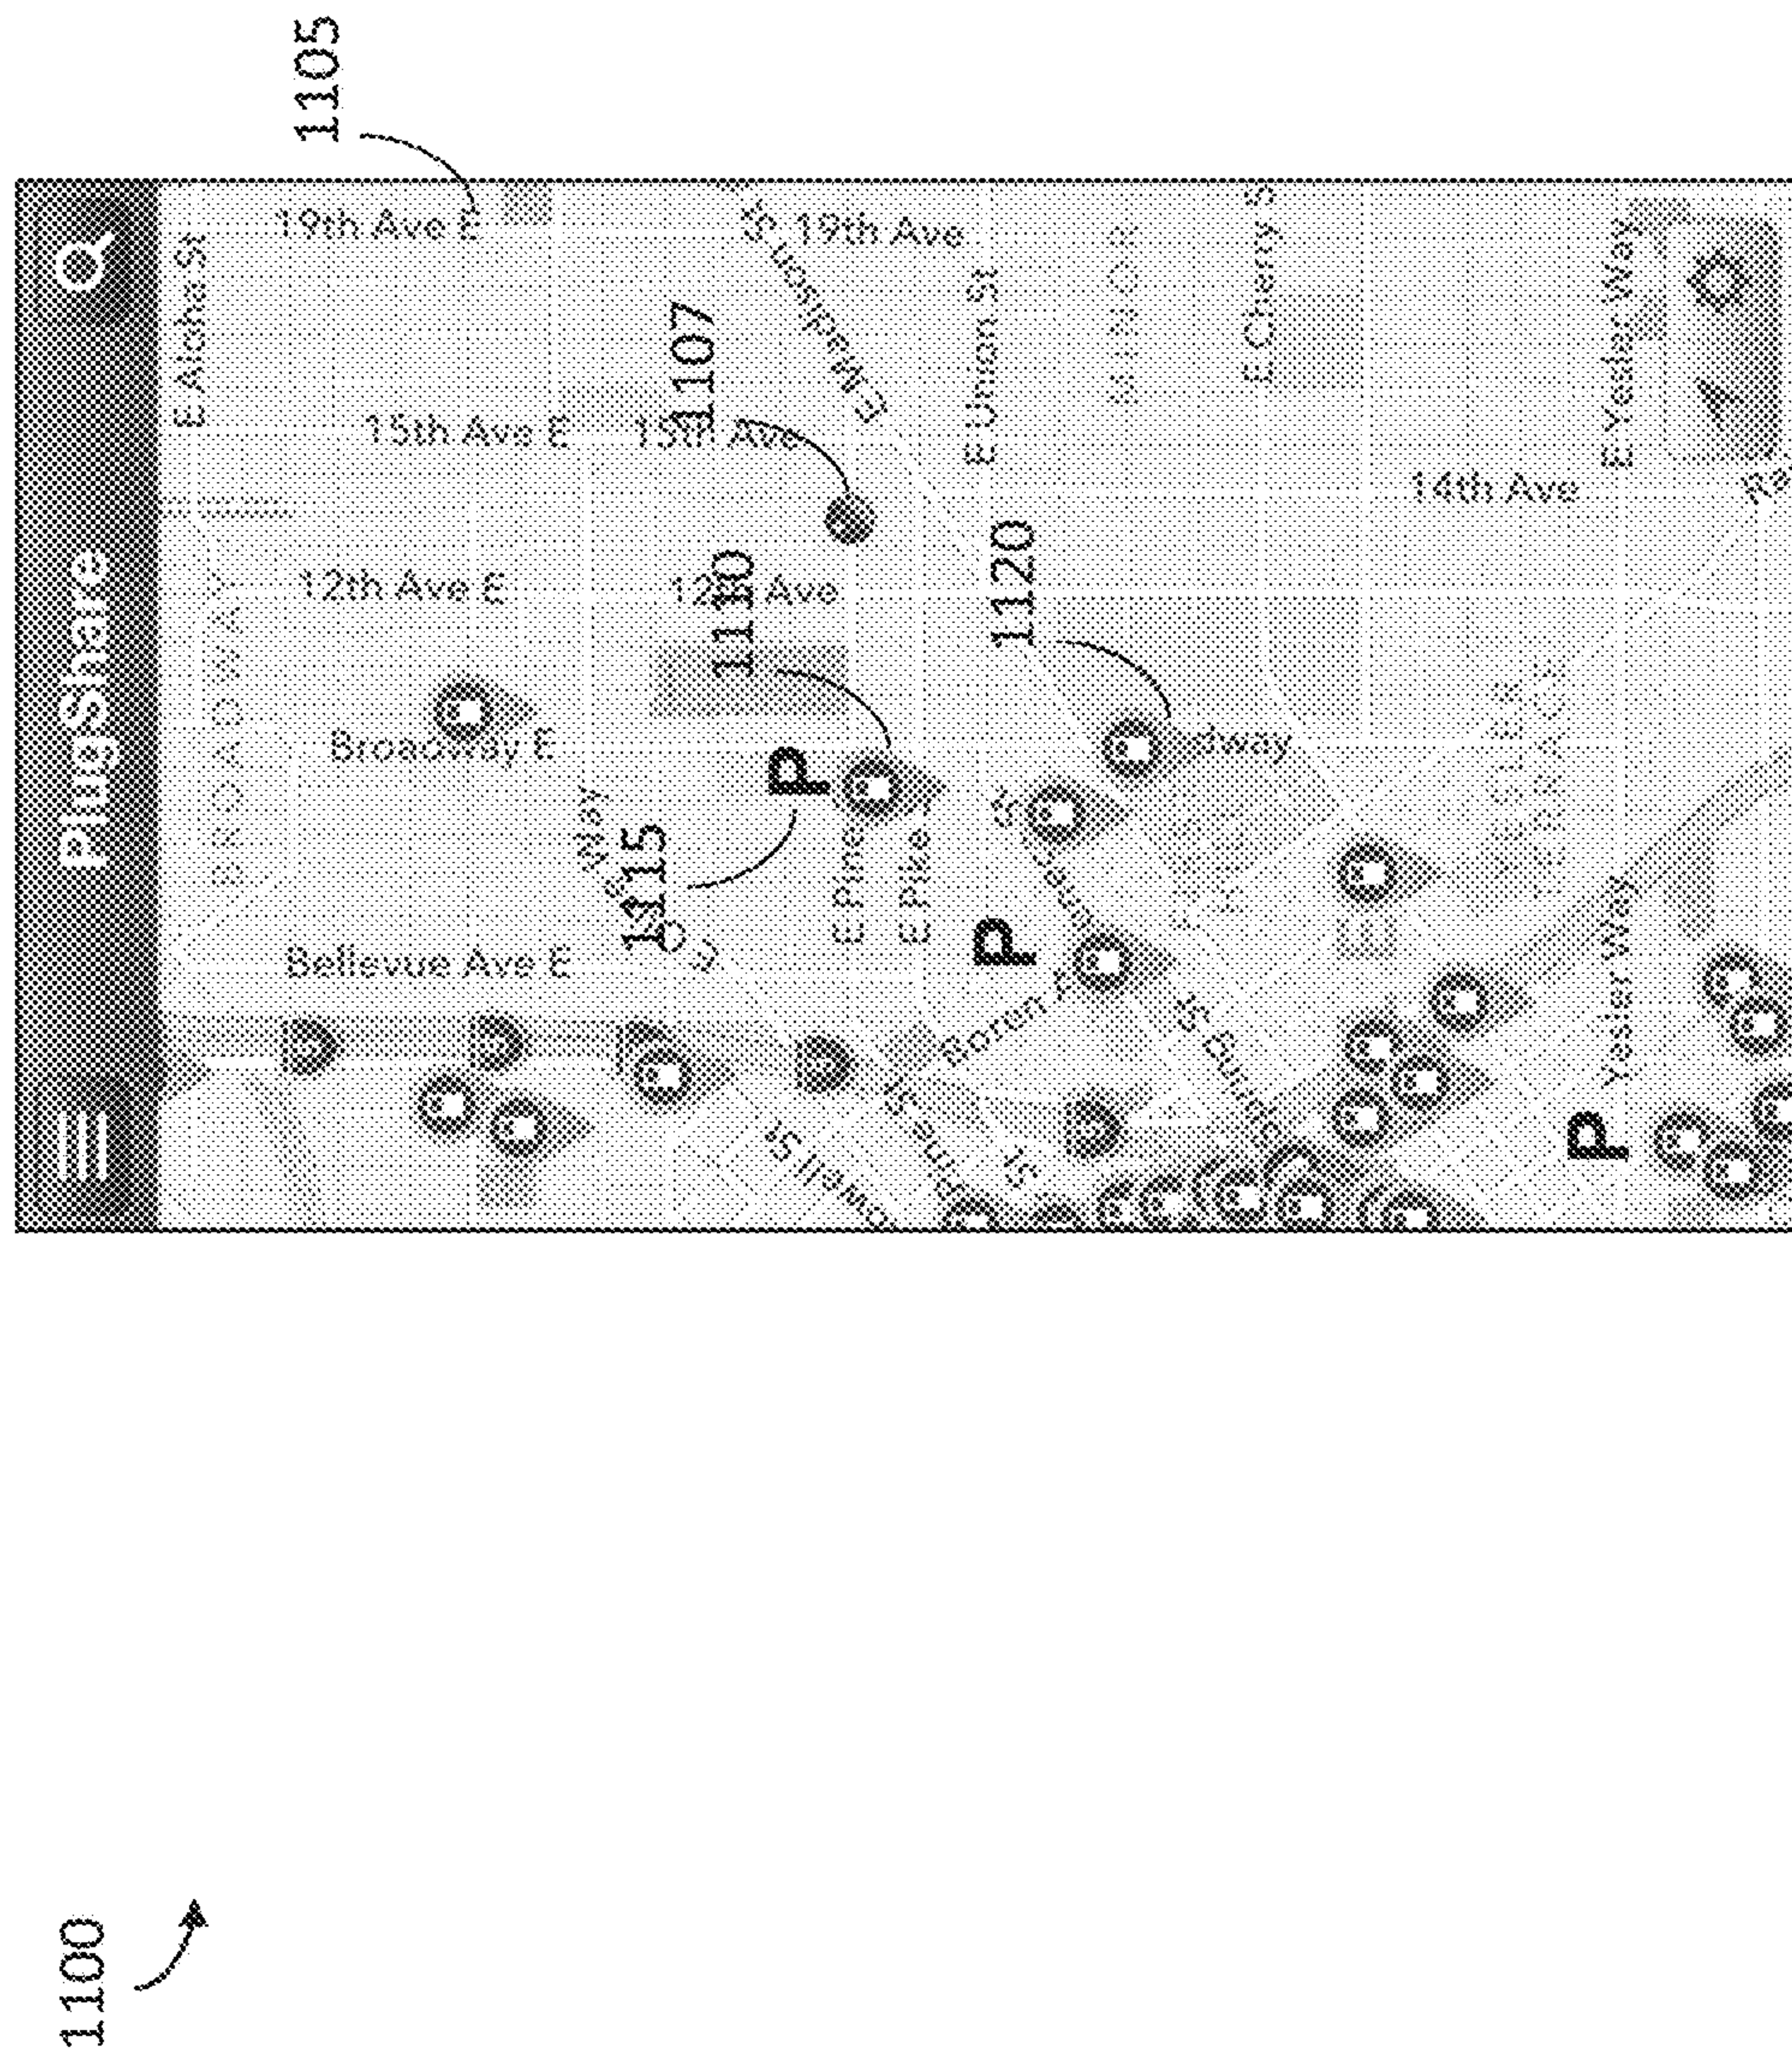 1100
PlugShare
1105
E Aloha St
BROADWAY
19th Ave E
15th Ave E
12th Ave E
Broadway E
Bellevue Ave E
1107
15th Ave
E Madison St
19th Ave
1110
Ave
1115
P
E Pine
E Pike
E Union St
1120
P
Boren
E Cherry S
14th Ave
E Yesler Way
Yesler Way
P